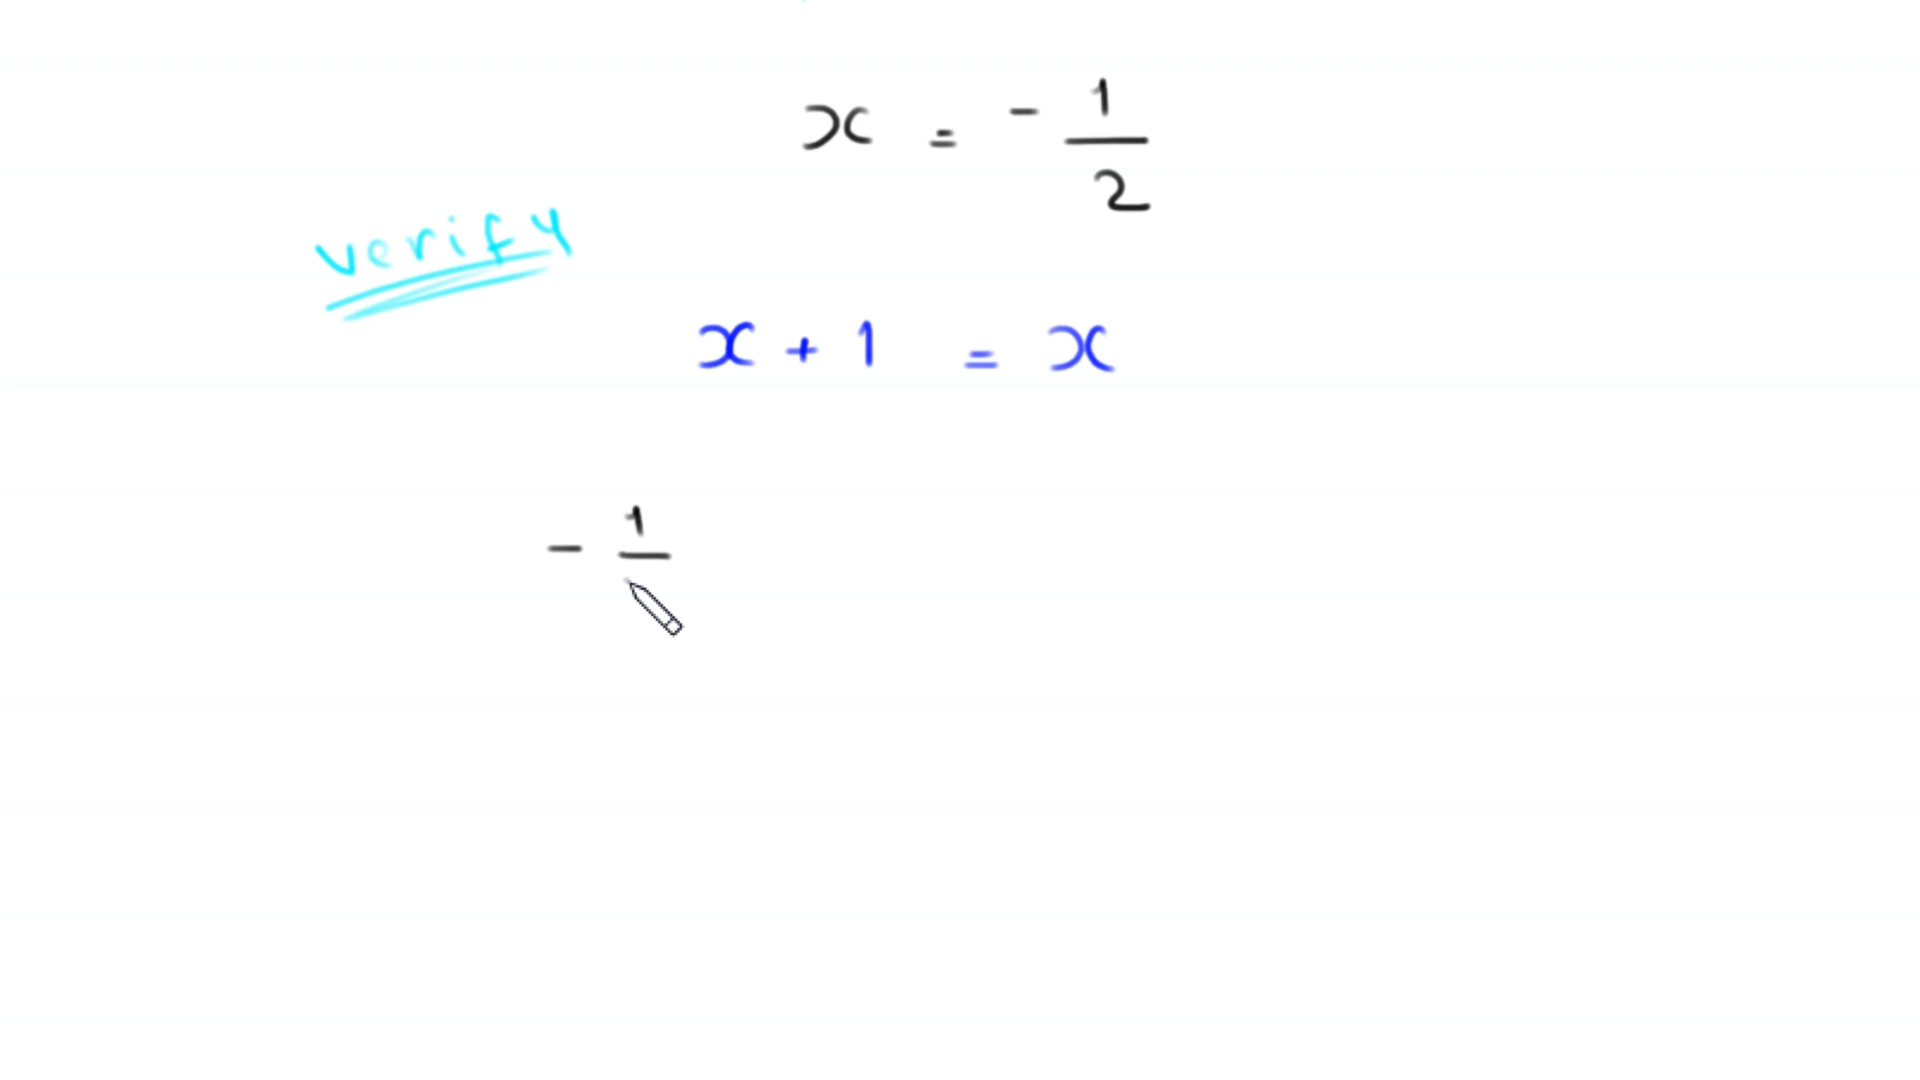 x = - 1/2
verify
x + 1 = x
- 1/